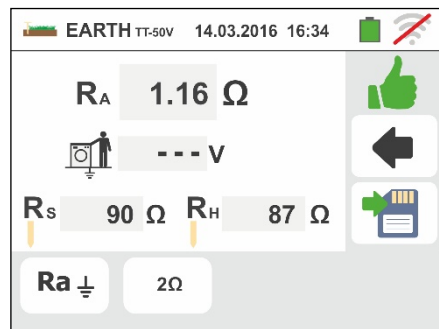 EARTH TT-50V 14.03.2016 16:34
RA 1.16 Ω
--- V
RS 90 Ω RH 87 Ω
Ra ⏚ 2Ω